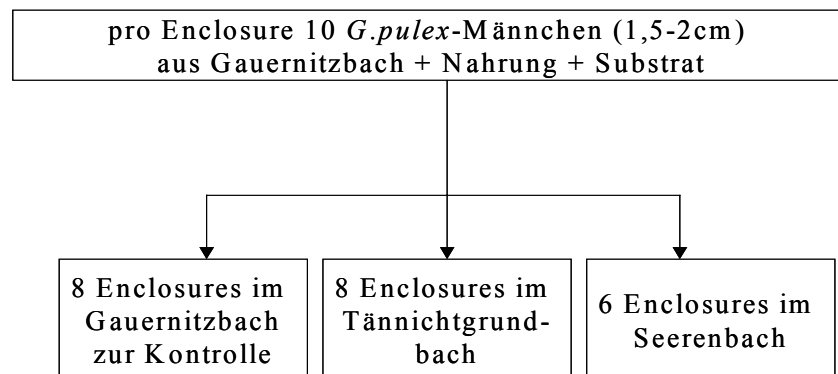 pro Enclosure 10 G.pulex-Männchen (1,5-2cm)
aus Gauernitzbach + Nahrung + Substrat
8 Enclosures im
Gauernitzbach
zur Kontrolle
8 Enclosures im
Tännichtgrund-
bach
6 Enclosures im
Seerenbach